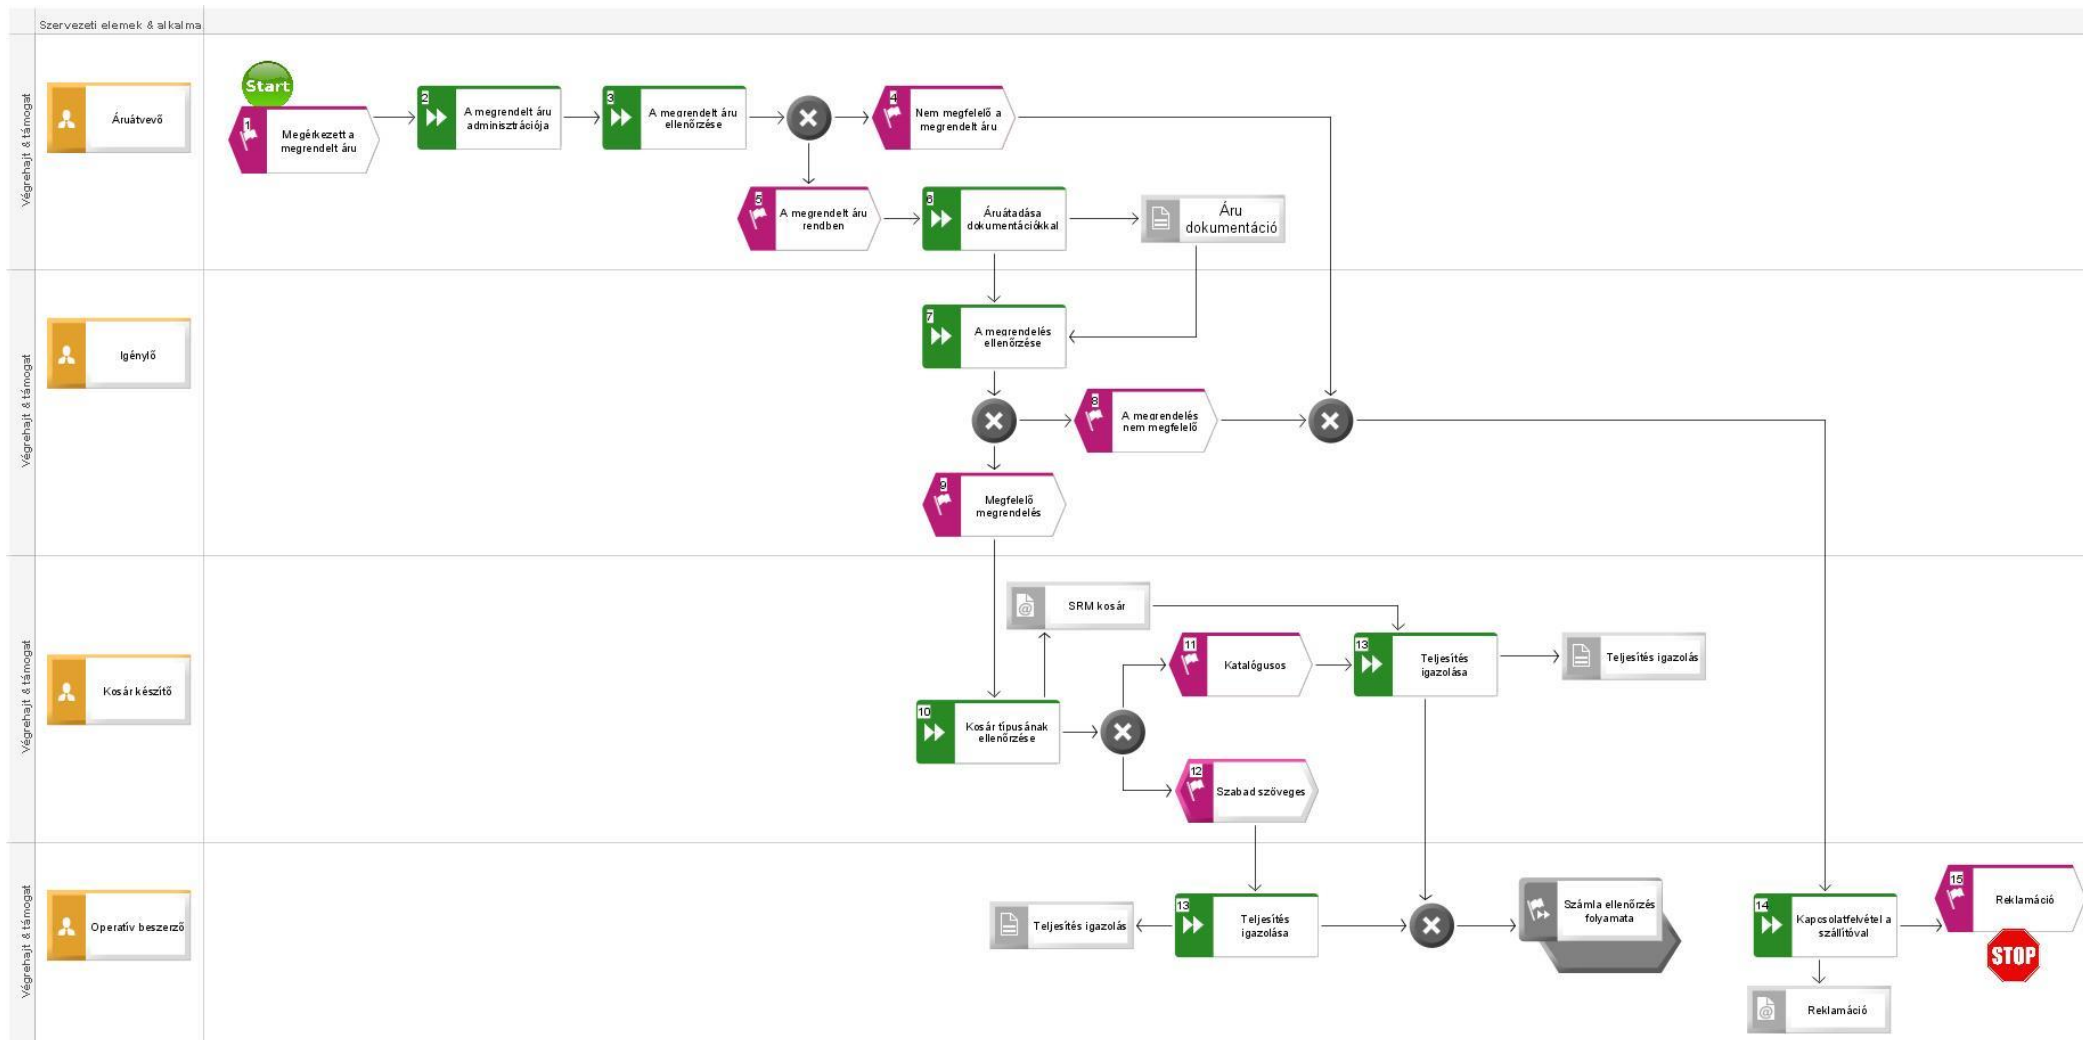 Szervezeti elemek & alkalma
Végrehajt & támogat
Áruátvevő
Start
1
Megérkezett a
megrendelt áru
2
A megrendelt áru
adminisztrációja
3
A megrendelt áru
ellenőrzése
4
Nem megfelelő a
megrendelt áru
5
A megrendelt áru
rendben
6
Áruátadása
dokumentációkkal
Áru
dokumentáció
Végrehajt & támogat
Igénylő
7
A megrendelés
ellenőrzése
8
A megrendelés
nem megfelelő
9
Megfelelő
megrendelés
Végrehajt & támogat
Kosár készítő
SRM kosár
10
Kosár típusának
ellenőrzése
11
Katalógusos
13
Teljesítés
igazolása
Teljesítés igazolás
12
Szabad szöveges
Végrehajt & támogat
Operatív beszerző
Teljesítés igazolás
13
Teljesítés
igazolása
Számla ellenőrzés
folyamata
14
Kapcsolatfelvétel a
szállítóval
15
Reklamáció
STOP
Reklamáció